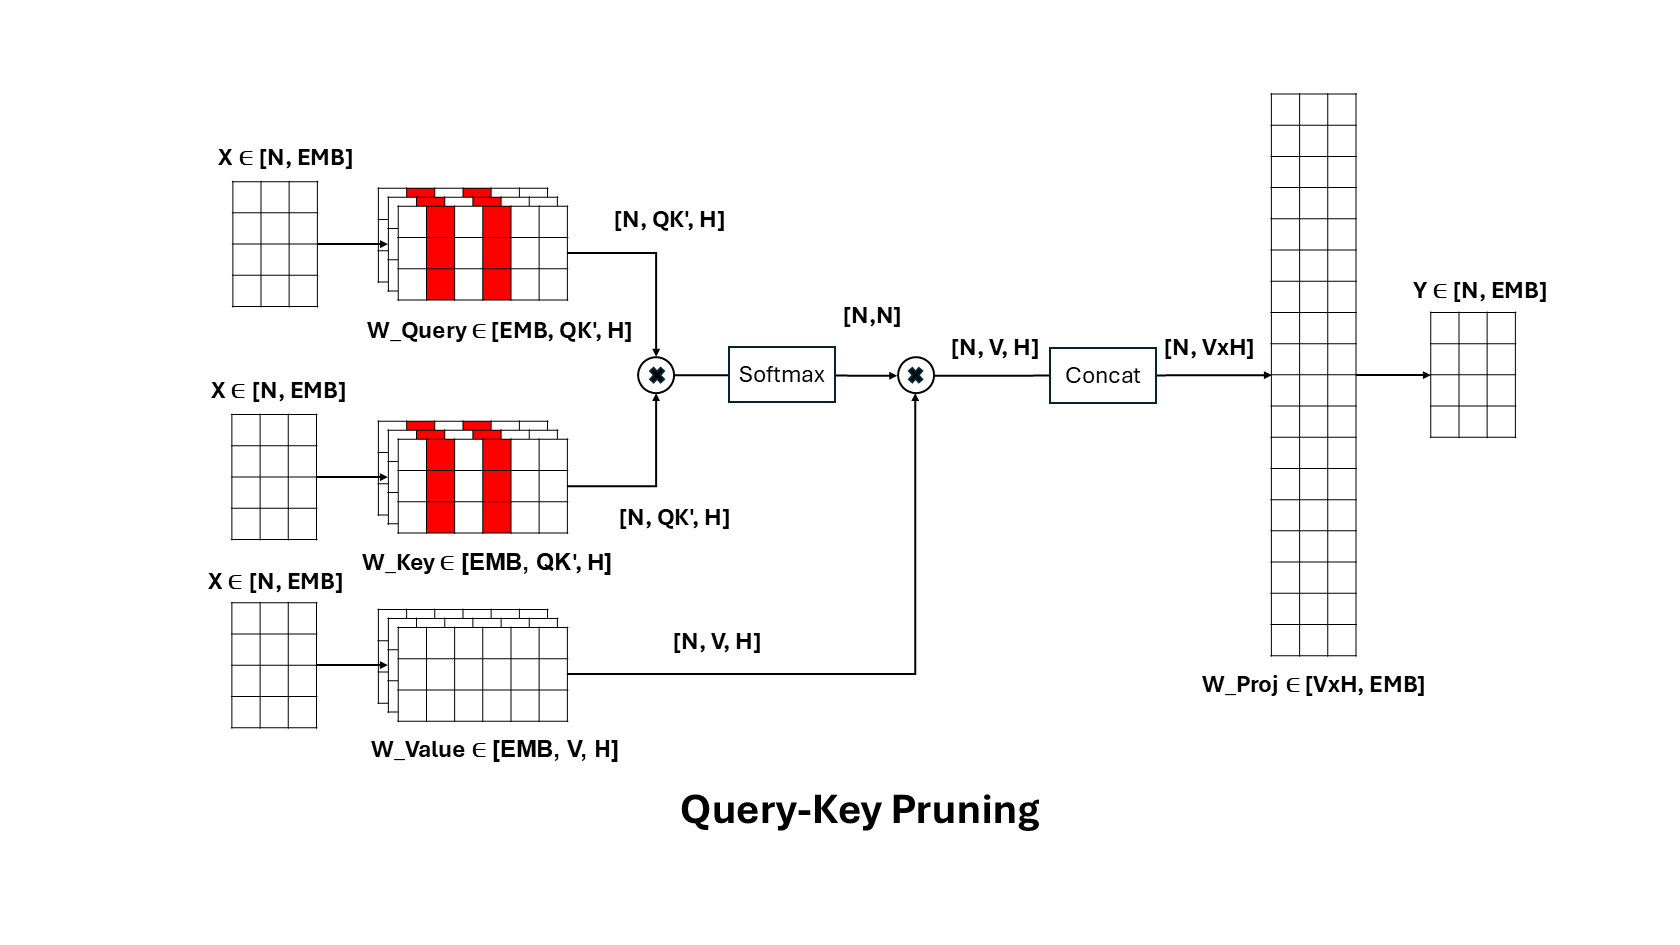 X ∈ [N, EMB]
[N, QK', H]
W_Query ∈ [EMB, QK', H]
X ∈ [N, EMB]
[N, QK', H]
W_Key ∈ [EMB, QK', H]
X ∈ [N, EMB]
[N, V, H]
W_Value ∈ [EMB, V, H]
Softmax
[N,N]
[N, V, H]
Concat
[N, VxH]
W_Proj ∈ [VxH, EMB]
Y ∈ [N, EMB]
Query-Key Pruning